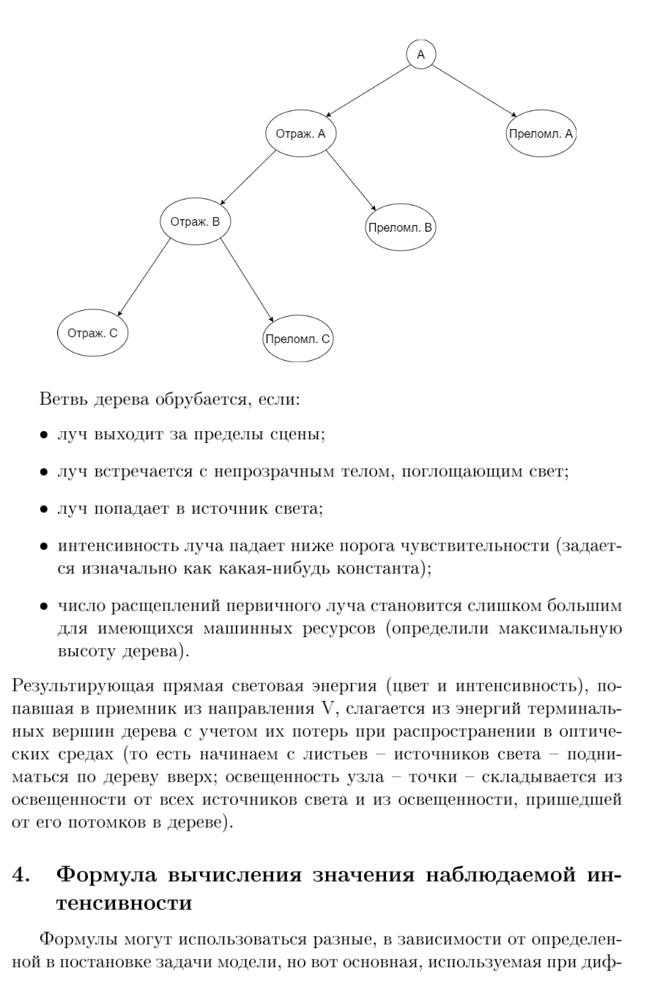 А
Отраж. А
Преломл. А
Отраж. В
Преломл. В
Отраж. С
Преломл. С
Ветвь дерева обрубается, если:
• луч выходит за пределы сцены;
• луч встречается с непрозрачным телом, поглощающим свет;
• луч попадает в источник света;
• интенсивность луча падает ниже порога чувствительности (задает-
ся изначально как какая-нибудь константа);
• число расщеплений первичного луча становится слишком большим
для имеющихся машинных ресурсов (определили максимальную
высоту дерева).
Результирующая прямая световая энергия (цвет и интенсивность), по-
павшая в приемник из направления V, слагается из энергий терминаль-
ных вершин дерева с учетом их потерь при распространении в оптиче-
ских средах (то есть начинаем с листьев – источников света – подни-
маться по дереву вверх; освещенность узла – точки – складывается из
освещенности от всех источников света и из освещенности, пришедшей
от его потомков в дереве).
4. Формула вычисления значения наблюдаемой ин-
тенсивности
Формулы могут использоваться разные, в зависимости от определен-
ной в постановке задачи модели, но вот основная, используемая при диф-